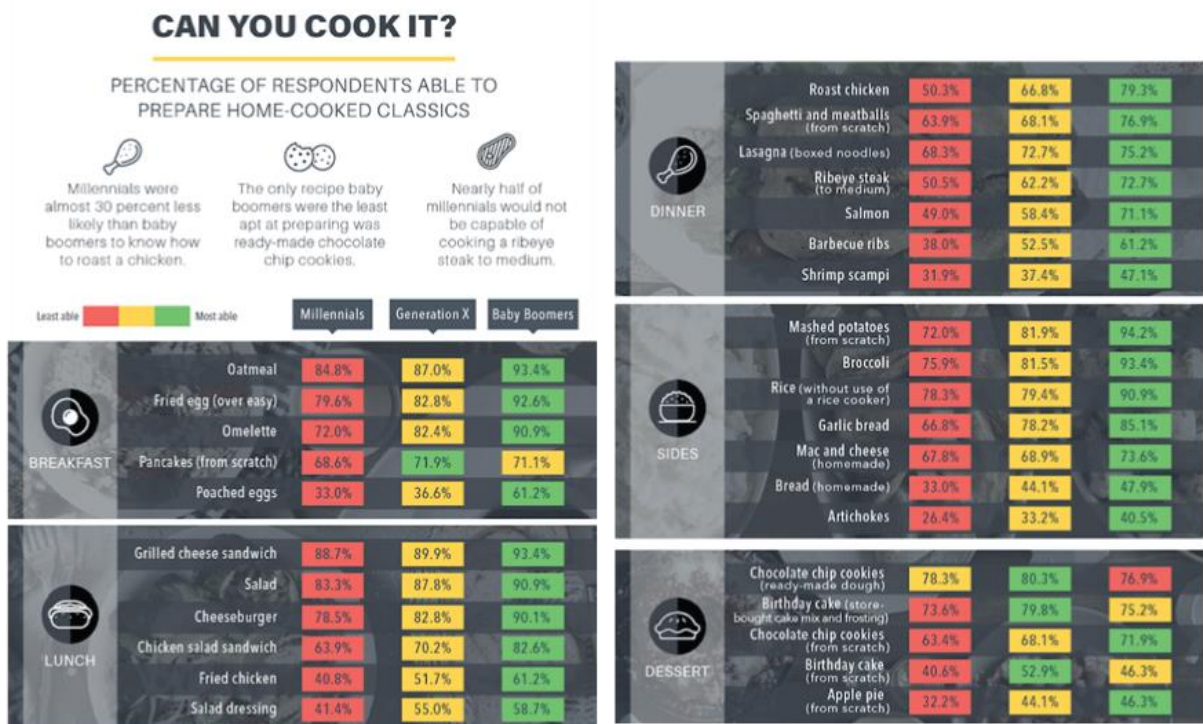 CAN YOU COOK IT?
PERCENTAGE OF RESPONDENTS ABLE TO
PREPARE HOME-COOKED CLASSICS
Millennials were
almost 30 percent less
likely than baby
boomers to know how
to roast a chicken.
The only recipe baby
boomers were the least
apt at preparing was
ready-made chocolate
chip cookies.
Nearly half of
millennials would not
be capable of
cooking a ribeye
steak to medium.
Least able Most able Millennials Generation X Baby Boomers
BREAKFAST
Oatmeal 84.8% 87.0% 93.4%
Fried egg (over easy) 79.6% 82.8% 92.6%
Omelette 72.0% 82.4% 90.9%
Pancakes (from scratch) 68.6% 71.9% 71.1%
Poached eggs 33.0% 36.6% 61.2%
LUNCH
Grilled cheese sandwich 88.7% 89.9% 93.4%
Salad 83.3% 87.8% 90.9%
Cheeseburger 78.5% 82.8% 90.1%
Chicken salad sandwich 63.9% 70.2% 82.6%
Fried chicken 40.8% 51.7% 61.2%
Salad dressing 41.4% 55.0% 58.7%
DINNER
Roast chicken 50.3% 66.8% 79.3%
Spaghetti and meatballs
(from scratch) 63.9% 68.1% 76.9%
Lasagna (boxed noodles) 68.3% 72.7% 75.2%
Ribeye steak
(to medium) 50.5% 62.2% 72.7%
Salmon 49.0% 58.4% 71.1%
Barbecue ribs 38.0% 52.5% 61.2%
Shrimp scampi 31.9% 37.4% 47.1%
SIDES
Mashed potatoes
(from scratch) 72.0% 81.9% 94.2%
Broccoli 75.9% 81.5% 93.4%
Rice (without use of
a rice cooker) 78.3% 79.4% 90.9%
Garlic bread 66.8% 78.2% 85.1%
Mac and cheese
(homemade) 67.8% 68.9% 73.6%
Bread (homemade) 33.0% 44.1% 47.9%
Artichokes 26.4% 33.2% 40.5%
DESSERT
Chocolate chip cookies
(ready-made dough) 78.3% 80.3% 76.9%
Birthday cake (store-
bought cake mix and frosting) 73.6% 79.8% 75.2%
Chocolate chip cookies
(from scratch) 63.4% 68.1% 71.9%
Birthday cake
(from scratch) 40.6% 52.9% 46.3%
Apple pie
(from scratch) 32.2% 44.1% 46.3%